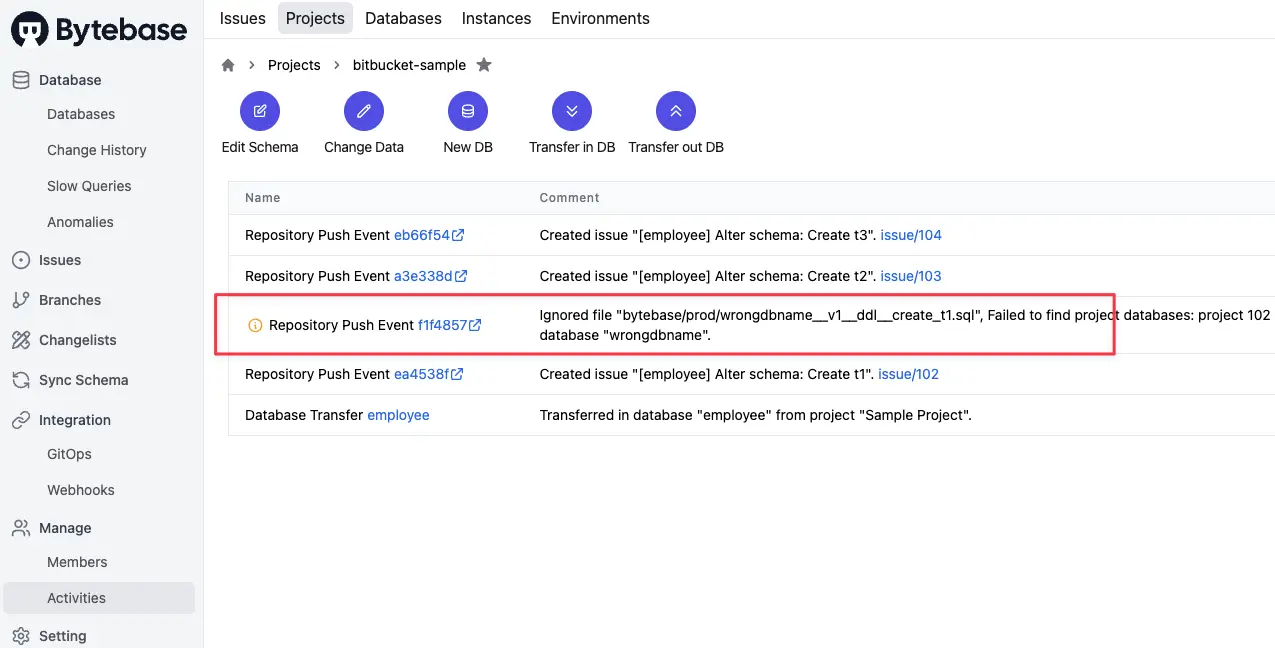 Bytebase
Issues Projects Databases Instances Environments
Projects > bitbucket-sample
Database
Databases
Change History
Slow Queries
Anomalies
Issues
Branches
Changelists
Sync Schema
Integration
GitOps
Webhooks
Manage
Members
Activities
Setting
Edit Schema Change Data New DB Transfer in DB Transfer out DB
Name Comment
Repository Push Event eb66f54 Created issue "[employee] Alter schema: Create t3". issue/104
Repository Push Event a3e338d Created issue "[employee] Alter schema: Create t2". issue/103
Repository Push Event f1f4857 Ignored file "bytebase/prod/wrongdbname__v1__ddl__create_t1.sql", Failed to find project databases: project 102
database "wrongdbname".
Repository Push Event ea4538f Created issue "[employee] Alter schema: Create t1". issue/102
Database Transfer employee Transferred in database "employee" from project "Sample Project".